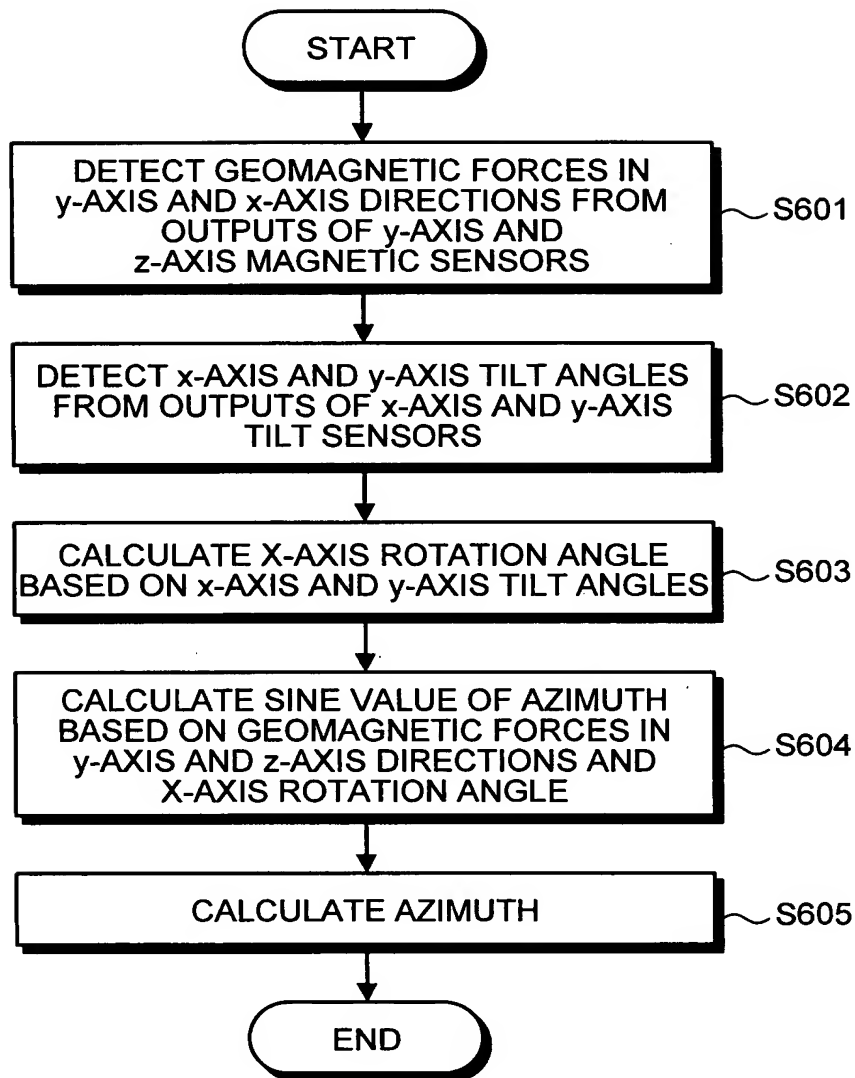 START
DETECT GEOMAGNETIC FORCES IN
y-AXIS AND x-AXIS DIRECTIONS FROM
OUTPUTS OF y-AXIS AND
z-AXIS MAGNETIC SENSORS
S601
DETECT x-AXIS AND y-AXIS TILT ANGLES
FROM OUTPUTS OF x-AXIS AND y-AXIS
TILT SENSORS
S602
CALCULATE X-AXIS ROTATION ANGLE
BASED ON x-AXIS AND y-AXIS TILT ANGLES
S603
CALCULATE SINE VALUE OF AZIMUTH
BASED ON GEOMAGNETIC FORCES IN
y-AXIS AND z-AXIS DIRECTIONS AND
X-AXIS ROTATION ANGLE
S604
CALCULATE AZIMUTH
S605
END